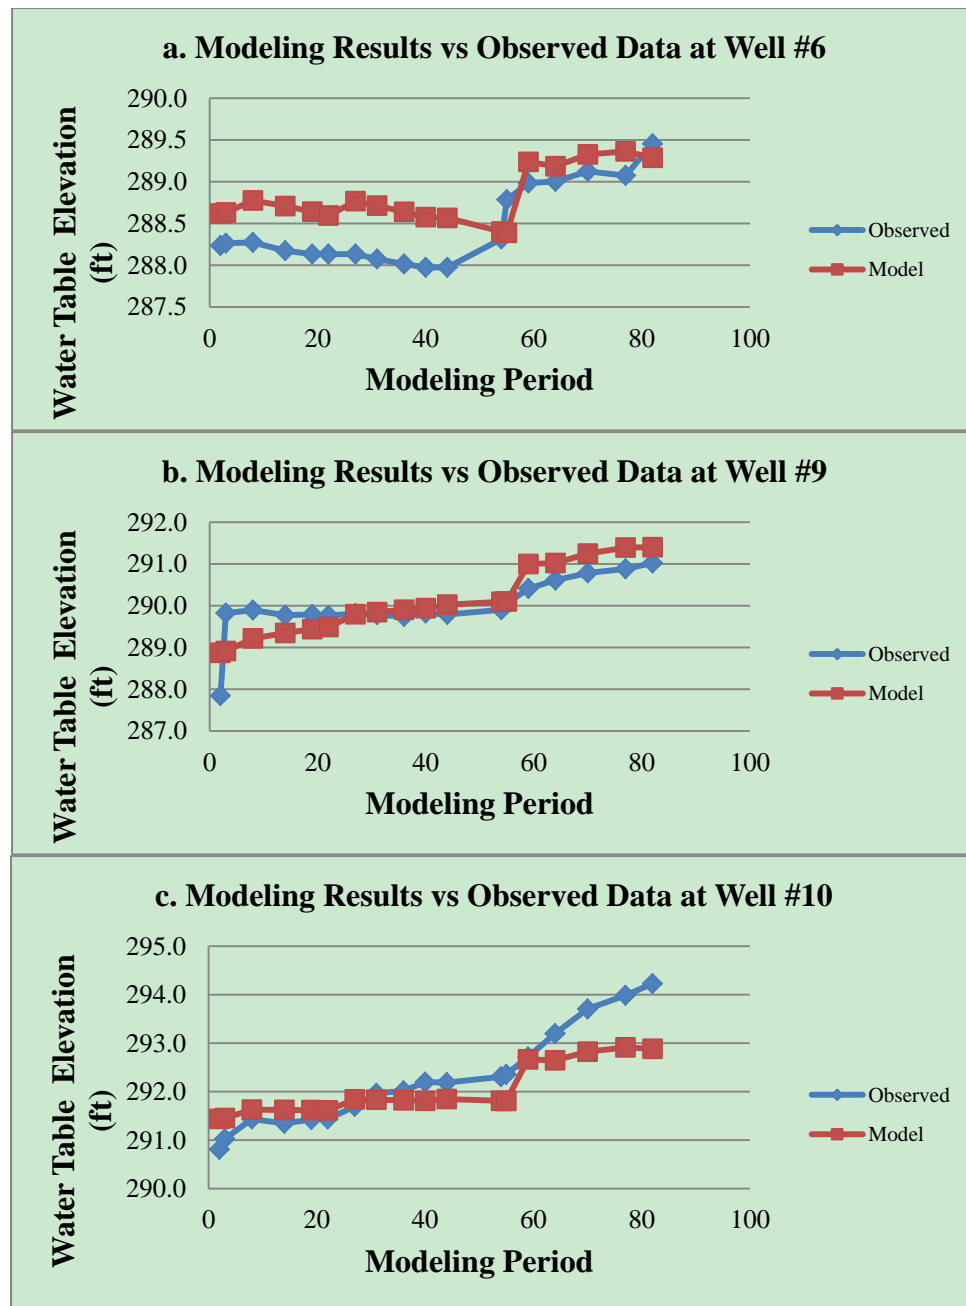 a. Modeling Results vs Observed Data at Well #6
Water Table Elevation
(ft)
290.0
289.5
289.0
288.5
288.0
287.5
0 20 40 60 80 100
Modeling Period
Observed
Model
b. Modeling Results vs Observed Data at Well #9
Water Table Elevation
(ft)
292.0
291.0
290.0
289.0
288.0
287.0
0 20 40 60 80 100
Modeling Period
Observed
Model
c. Modeling Results vs Observed Data at Well #10
Water Table Elevation
(ft)
295.0
294.0
293.0
292.0
291.0
290.0
0 20 40 60 80 100
Modeling Period
Observed
Model